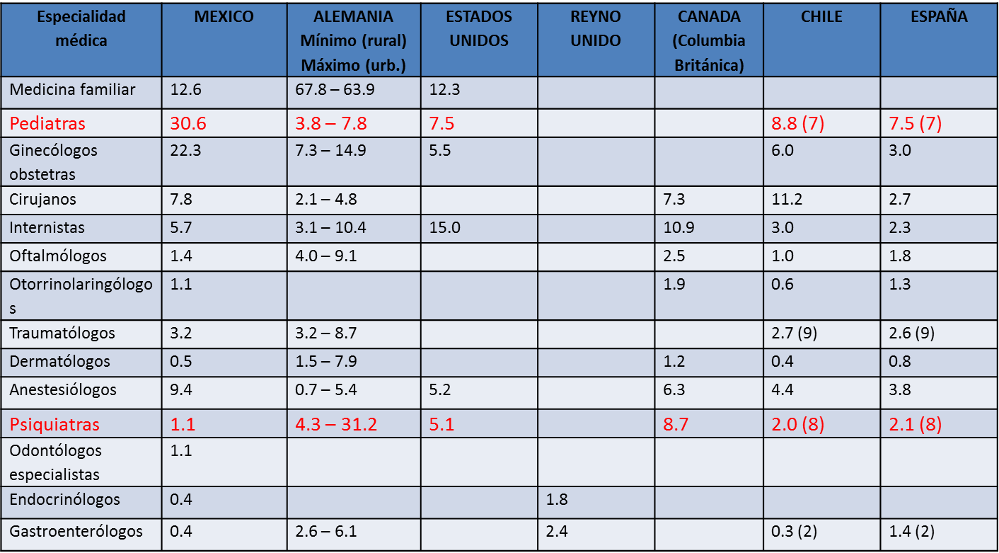 Especialidad médica MEXICO ALEMANIA Mínimo (rural) Máximo (urb.) ESTADOS UNIDOS REYNO UNIDO CANADA (Columbia Británica) CHILE ESPAÑA
Medicina familiar 12.6 67.8 – 63.9 12.3
Pediatras 30.6 3.8 – 7.8 7.5 8.8 (7) 7.5 (7)
Ginecólogos obstetras 22.3 7.3 – 14.9 5.5 6.0 3.0
Cirujanos 7.8 2.1 – 4.8 7.3 11.2 2.7
Internistas 5.7 3.1 – 10.4 15.0 10.9 3.0 2.3
Oftalmólogos 1.4 4.0 – 9.1 2.5 1.0 1.8
Otorrinolaringólogos 1.1 1.9 0.6 1.3
Traumatólogos 3.2 3.2 – 8.7 2.7 (9) 2.6 (9)
Dermatólogos 0.5 1.5 – 7.9 1.2 0.4 0.8
Anestesiólogos 9.4 0.7 – 5.4 5.2 6.3 4.4 3.8
Psiquiatras 1.1 4.3 – 31.2 5.1 8.7 2.0 (8) 2.1 (8)
Odontólogos especialistas 1.1
Endocrinólogos 0.4 1.8
Gastroenterólogos 0.4 2.6 – 6.1 2.4 0.3 (2) 1.4 (2)